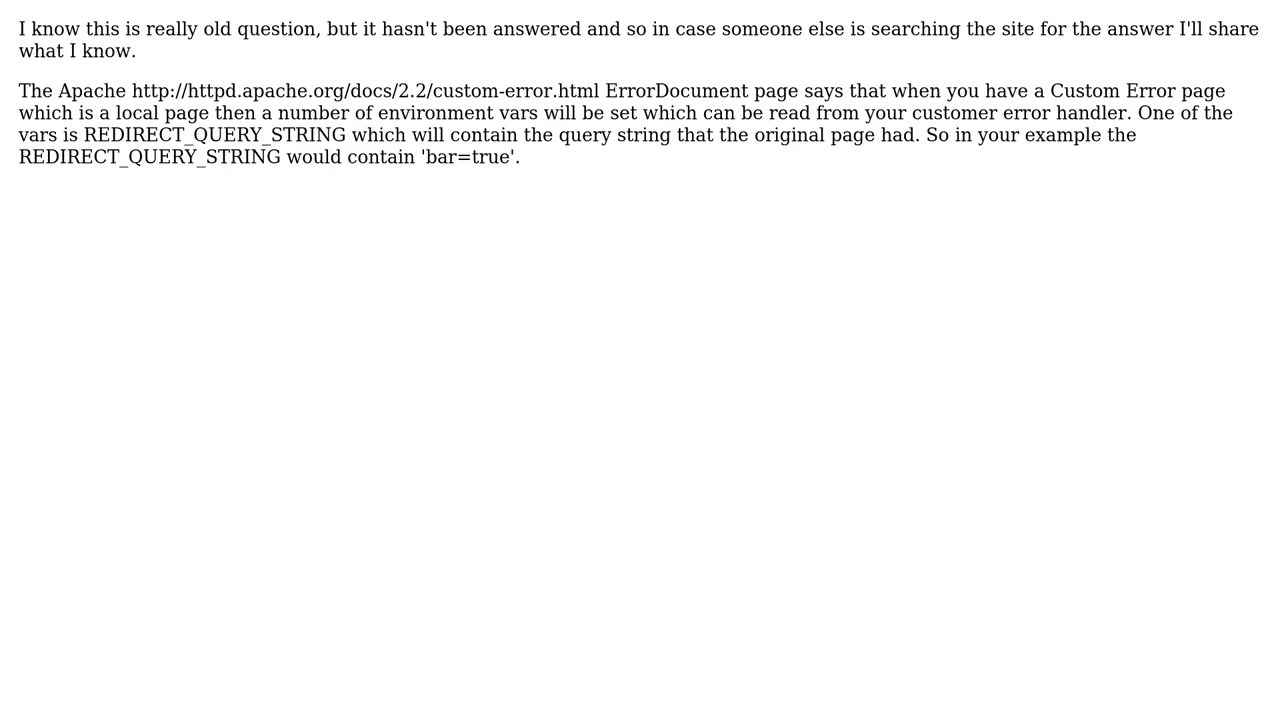 I know this is really old question, but it hasn't been answered and so in case someone else is searching the site for the answer I'll share
what I know.
The Apache http://httpd.apache.org/docs/2.2/custom-error.html ErrorDocument page says that when you have a Custom Error page
which is a local page then a number of environment vars will be set which can be read from your customer error handler. One of the
vars is REDIRECT_QUERY_STRING which will contain the query string that the original page had. So in your example the
REDIRECT_QUERY_STRING would contain 'bar=true'.